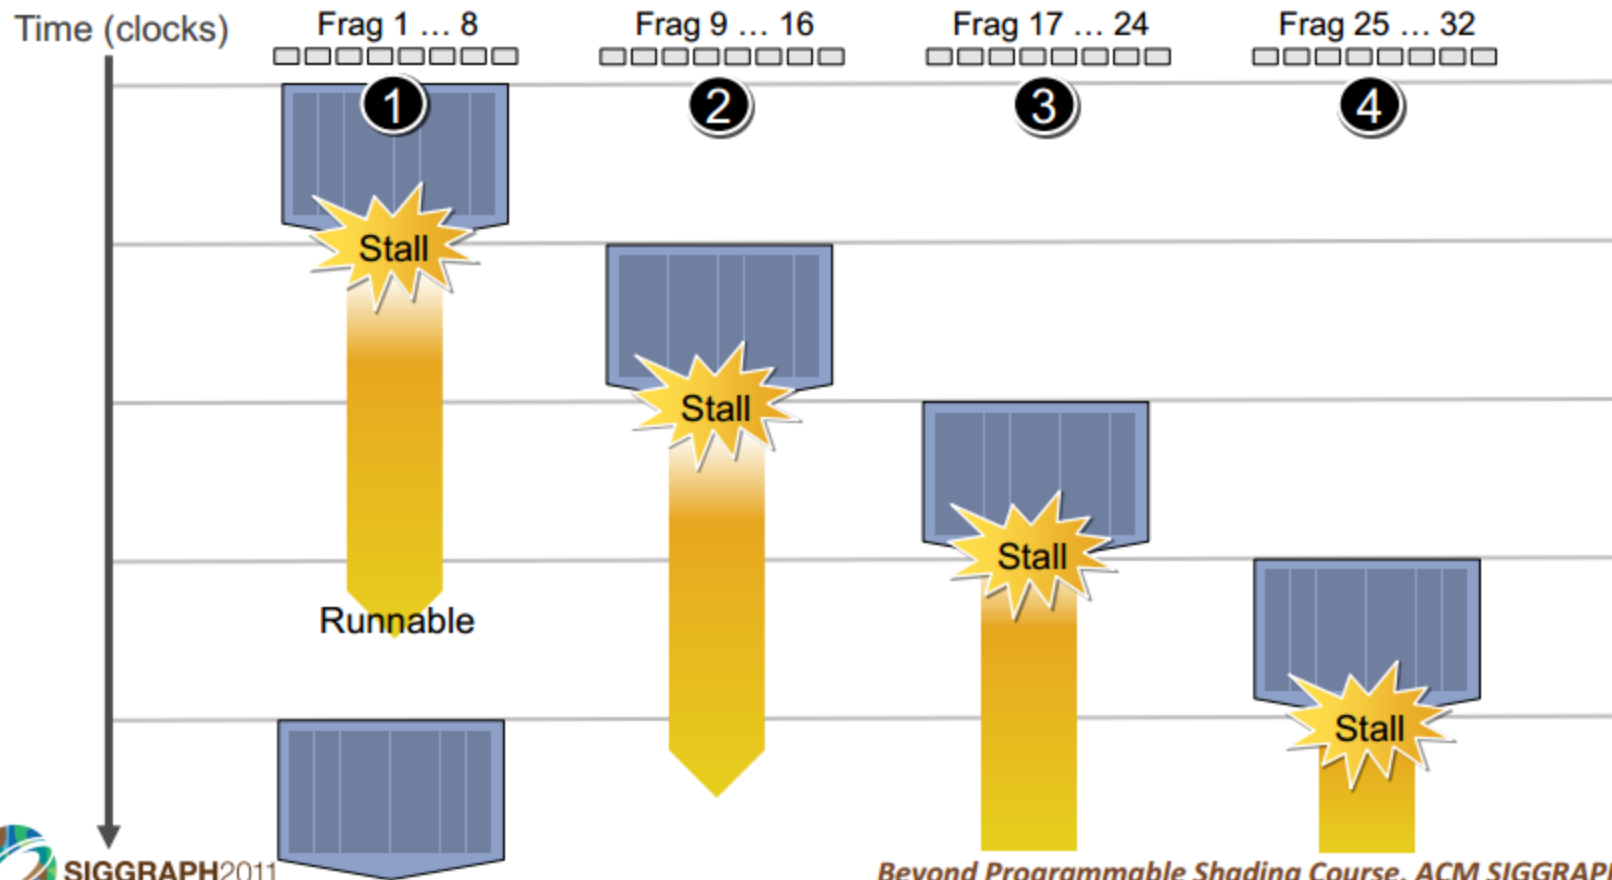 Time (clocks)
Frag 1 … 8
Frag 9 … 16
Frag 17 … 24
Frag 25 … 32
1
2
3
4
Stall
Stall
Stall
Runnable
Stall
SIGGRAPH2011
Beyond Programmable Shading Course, ACM SIGGRAPH